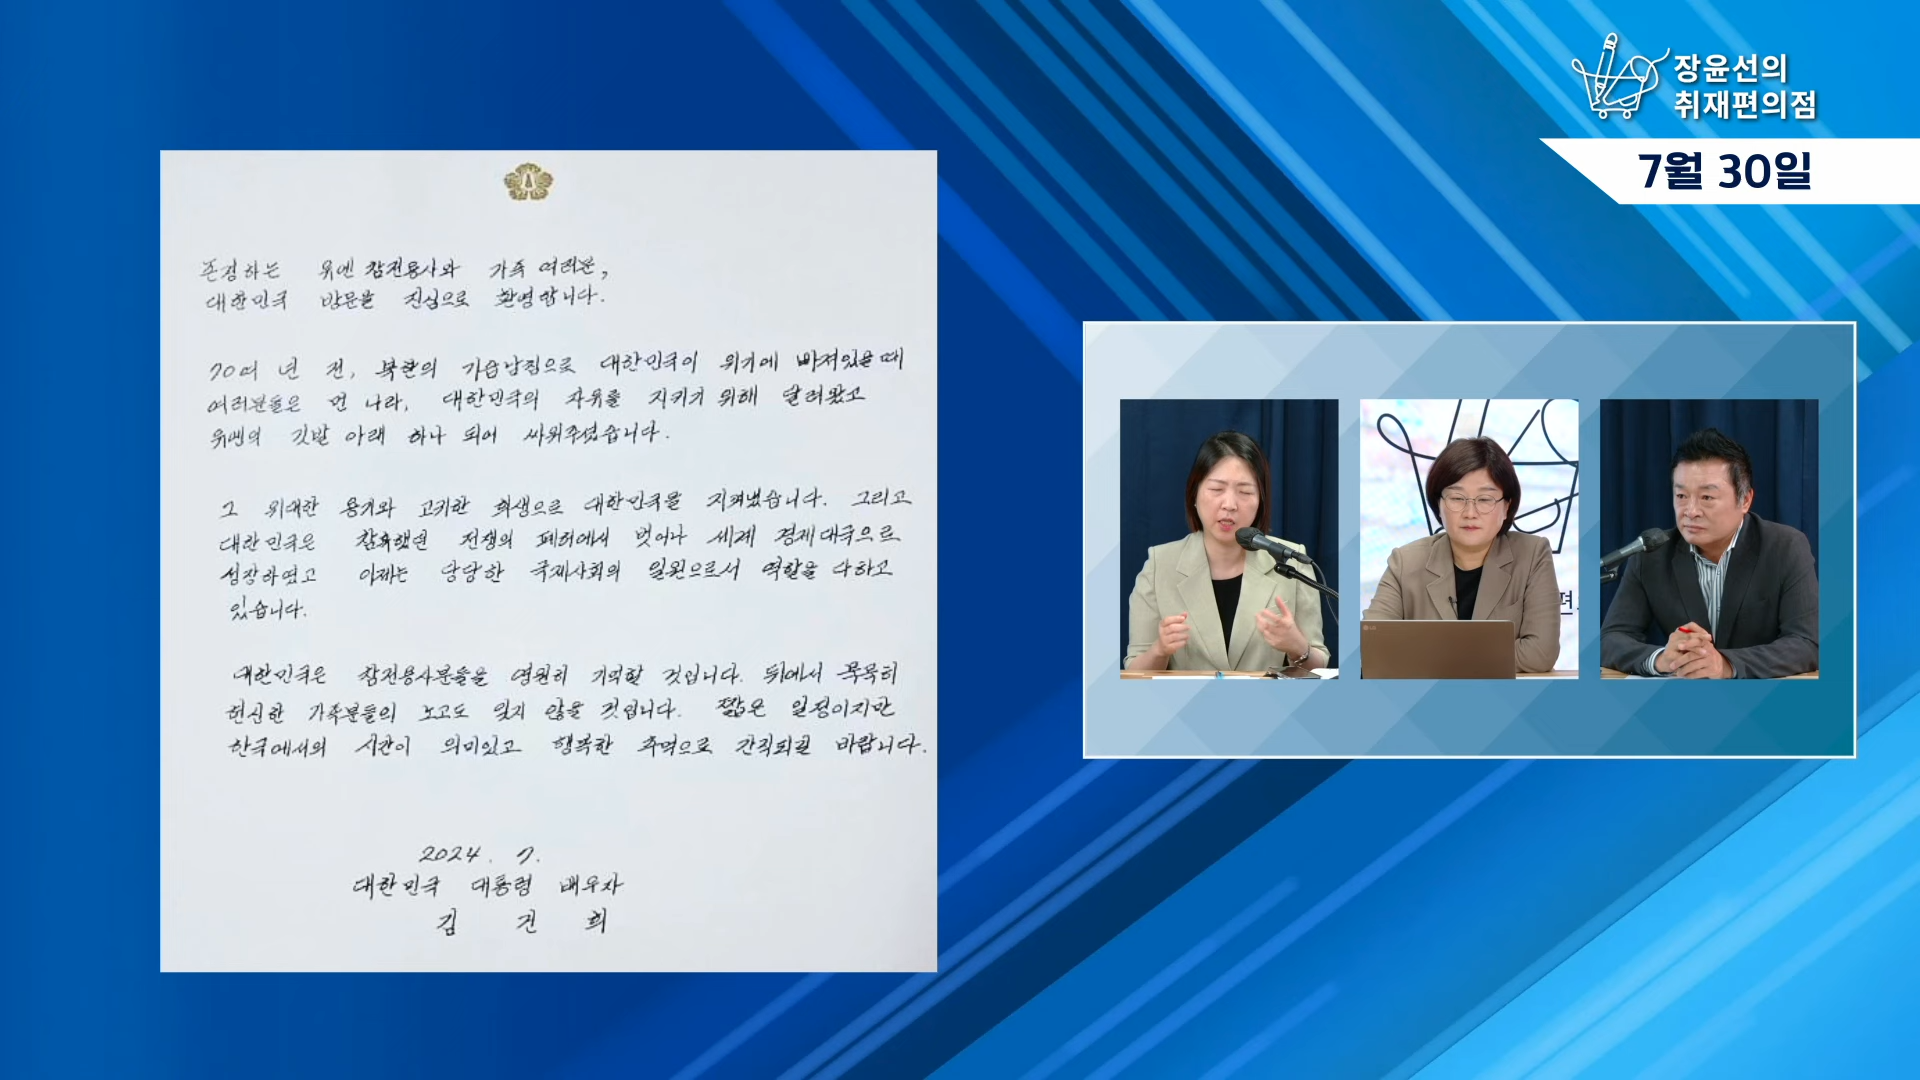 장윤선의
취재편의점
7월 30일
존경하는 유엔 참전용사와 가족 여러분,
대한민국 방문을 진심으로 환영합니다.
70여 년 전, 북한의 기습남침으로 대한민국이 위기에 빠져있을 때
여러분들은 먼 나라, 대한민국의 자유를 지키기 위해 달려왔고
유엔의 깃발 아래 하나 되어 싸워주셨습니다.
그 위대한 용기와 고귀한 희생으로 대한민국을 지켜냈습니다. 그리고
대한민국은 참혹했던 전쟁의 폐허에서 벗어나 세계 경제대국으로
성장하였고 이제는 당당한 국제사회의 일원으로서 역할을 다하고
있습니다.
대한민국은 참전용사분들을 영원히 기억할 것입니다. 뒤에서 묵묵히
헌신한 가족분들의 노고도 잊지 않을 것입니다. 짧은 일정이지만
한국에서의 시간이 의미있고 행복한 추억으로 간직되길 바랍니다.
2024. 7.
대한민국 대통령 배우자
김 건 희
편